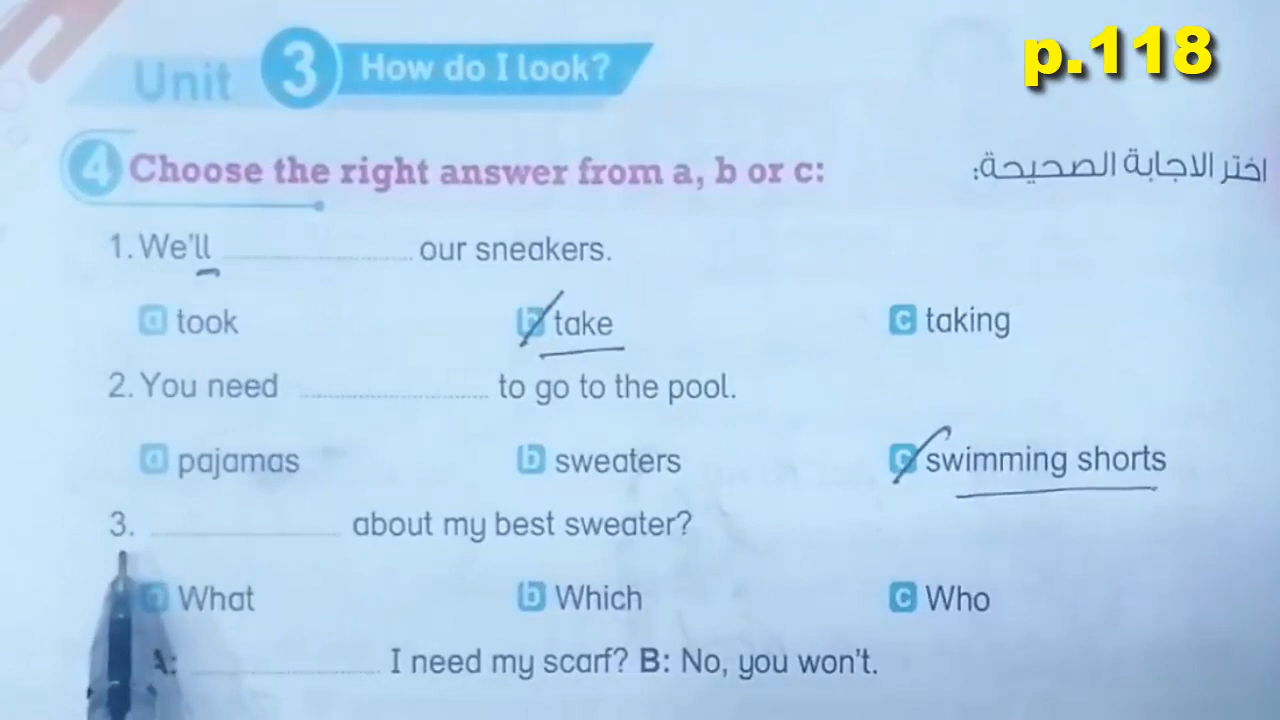 p.118
Unit 3 How do I look?
4 Choose the right answer from a, b or c:
اختر الاجابة الصحيحة:
1. We'll ............ our sneakers.
a took b take c taking
2. You need ............ to go to the pool.
a pajamas b sweaters c swimming shorts
3. ............ about my best sweater?
a What b Which c Who
A: ............ I need my scarf? B: No, you won't.